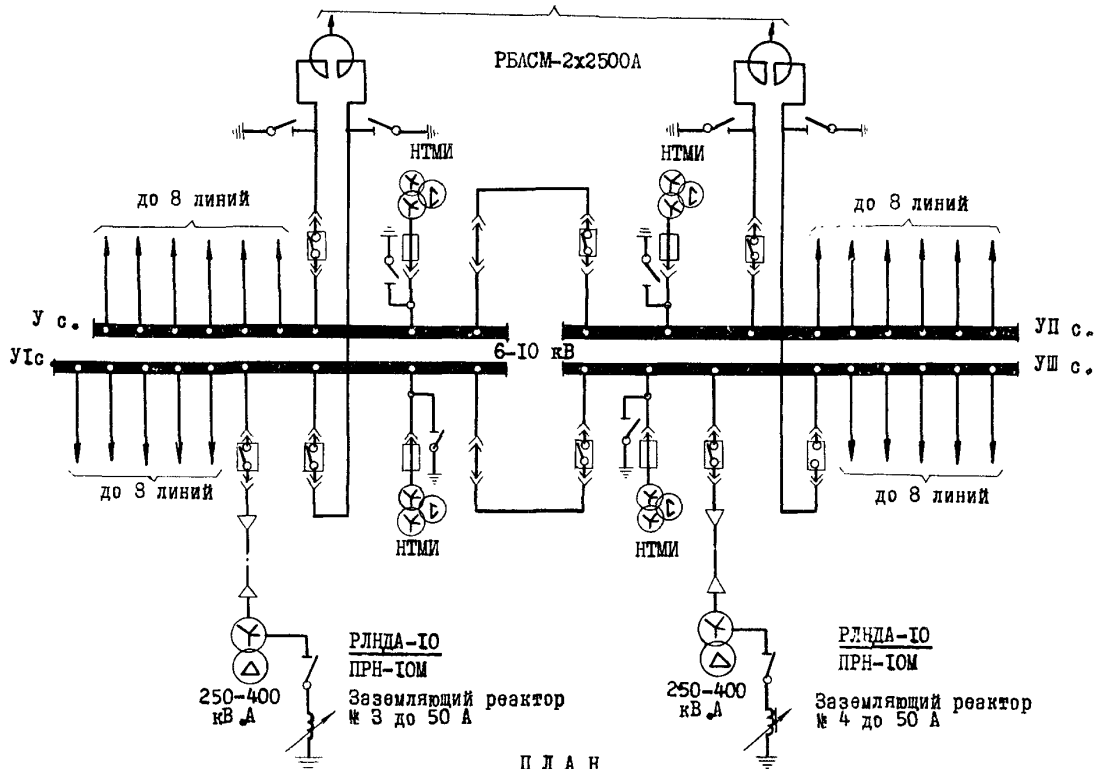 РБАСМ-2х2500А
НТМИ
НТМИ
до 8 линий
до 8 линий
У с.
УП с.
6-10 кВ
УIс
УШ с.
до 8 линий
до 8 линий
НТМИ
НТМИ
РЛНДА-10
ПРН-10М
250-400
кВ.А
Заземляющий реактор
№ 3 до 50 А
РЛНДА-10
ПРН-10М
250-400
кВ.А
Заземляющий реактор
№ 4 до 50 А
ПЛАН